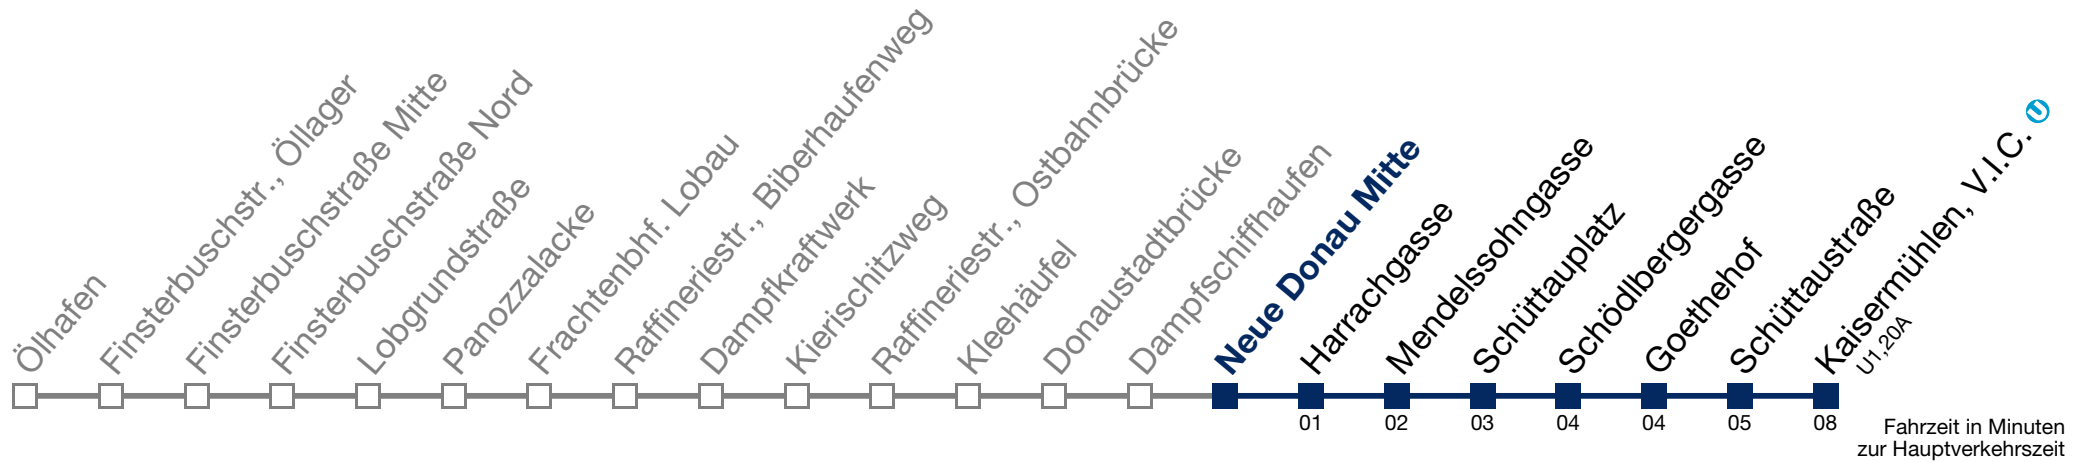 Ölhafen
Finsterbuschstr., Öllager
Finsterbuschstraße Mitte
Finsterbuschstraße Nord
Lobgrundstraße
Panozzalacke
Frachtenbhf. Lobau
Raffineriestr., Biberhaufenweg
Dampfkraftwerk
Kierischitzweg
Raffineriestr., Ostbahnbrücke
Kleehäufel
Donaustadtbrücke
Dampfschiffhaufen
Neue Donau Mitte
Harrachgasse
Mendelssohngasse
Schüttauplatz
Schödlbergergasse
Goethehof
Schüttaustraße
Kaisermühlen, V.I.C. U
U1,20A
01 02 03 04 04 05 08
Fahrzeit in Minuten
zur Hauptverkehrszeit